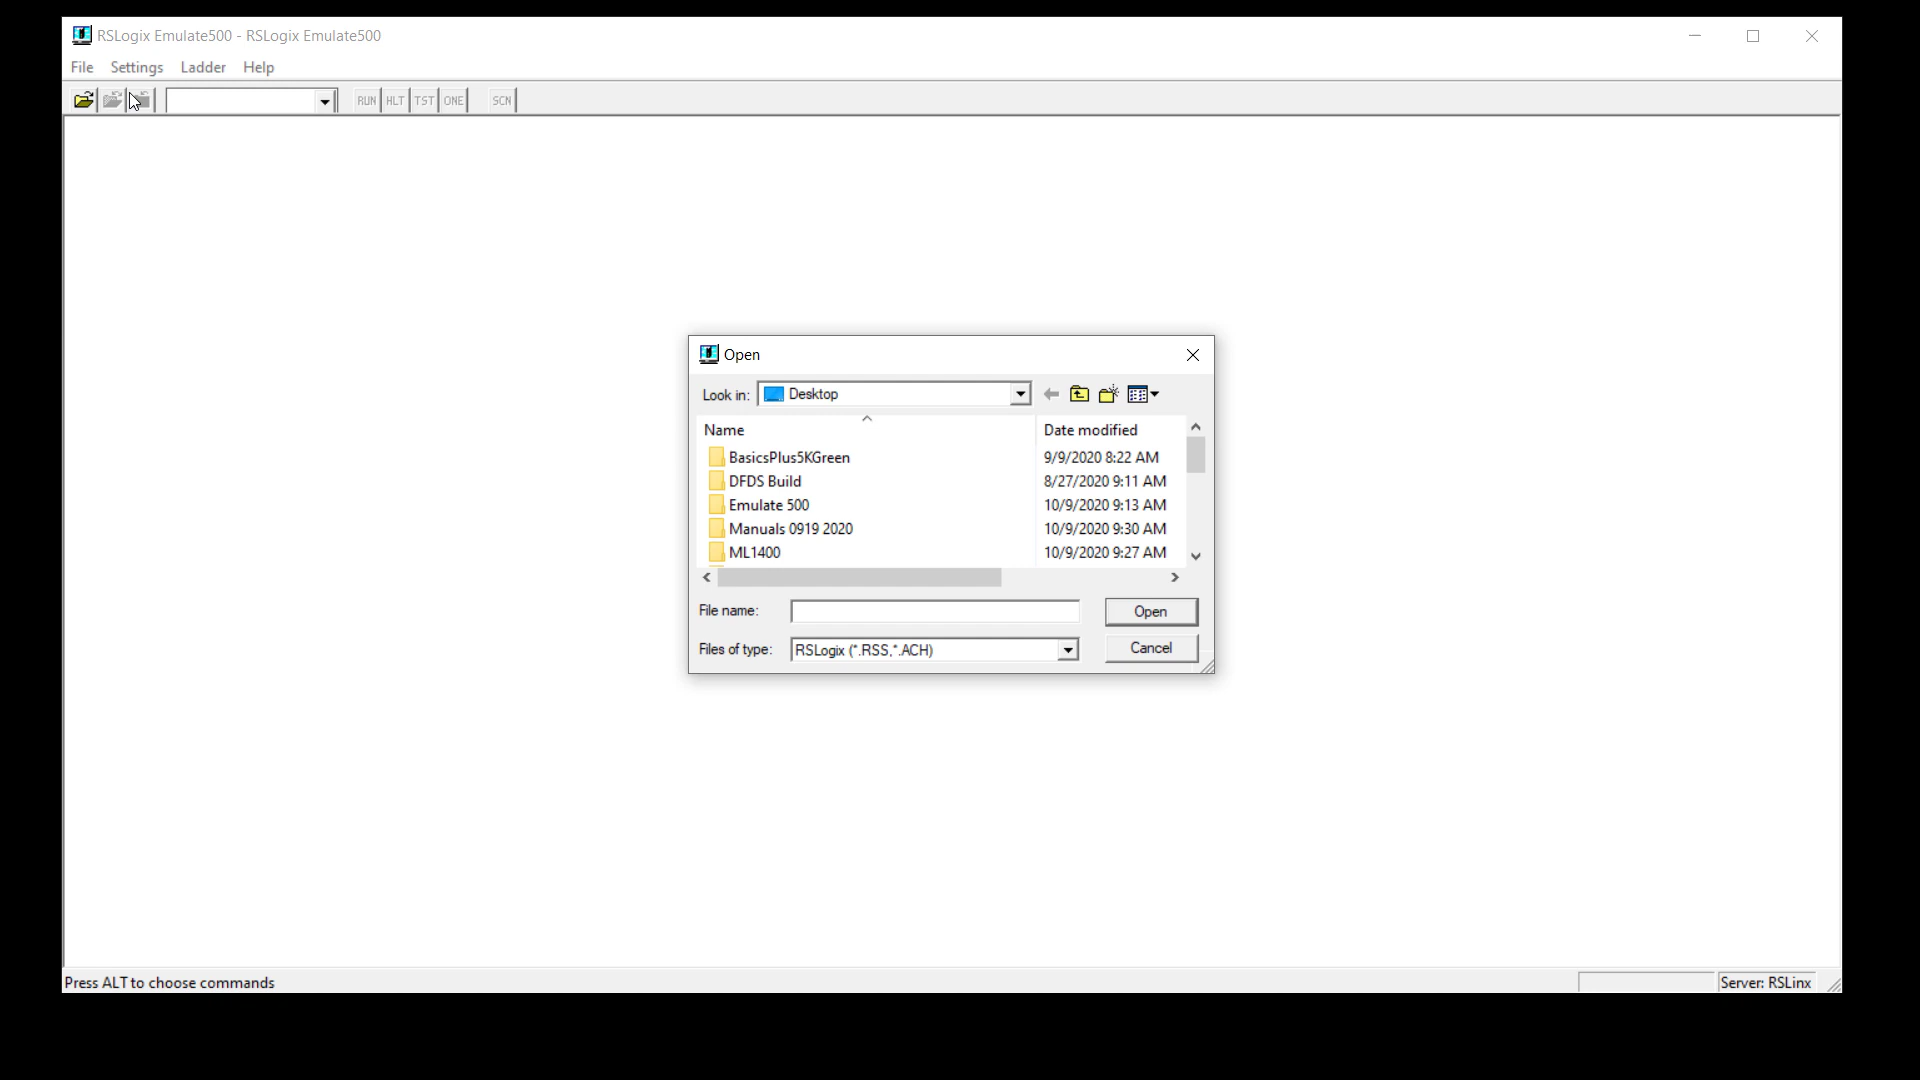 RSLogix Emulate500 - RSLogix Emulate500
File Settings Ladder Help
RUN HLT TST ONE SCN
Open
Look in: Desktop
Name Date modified
BasicsPlus5KGreen 9/9/2020 8:22 AM
DFDS Build 8/27/2020 9:11 AM
Emulate 500 10/9/2020 9:13 AM
Manuals 0919 2020 10/9/2020 9:30 AM
ML1400 10/9/2020 9:27 AM
File name: Open
Files of type: RSLogix (*.RSS,*.ACH) Cancel
Press ALT to choose commands Server: RSLinx